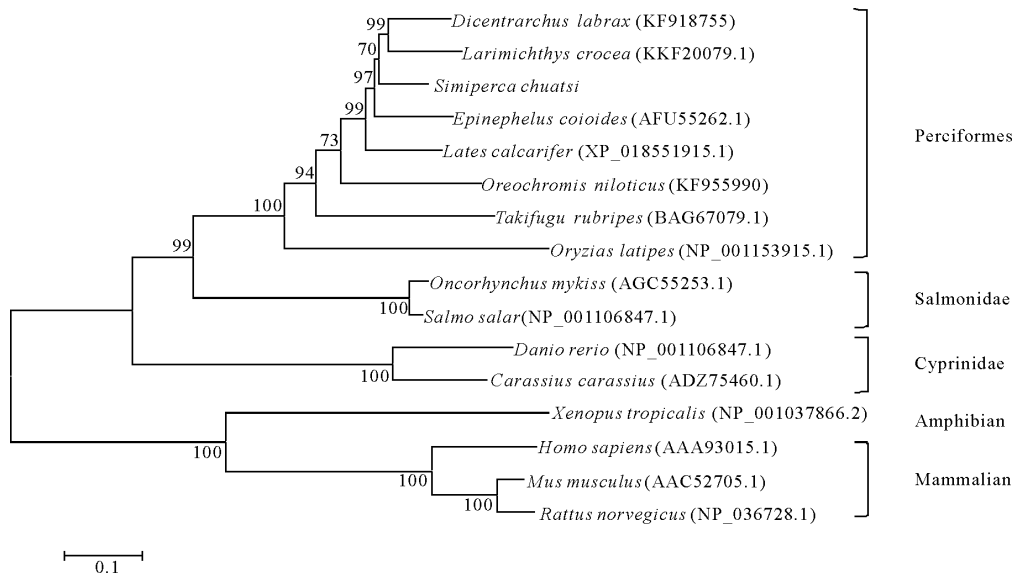 99
Dicentrarchus labrax (KF918755)
70
Larimichthys crocea (KKF20079.1)
97
Simiperca chuatsi
99
Epinephelus coioides (AFU55262.1)
73
Lates calcarifer (XP_018551915.1)
Perciformes
94
Oreochromis niloticus (KF955990)
100
Takifugu rubripes (BAG67079.1)
99
Oryzias latipes (NP_001153915.1)
Oncorhynchus mykiss (AGC55253.1)
100
Salmo salar(NP_001106847.1)
Salmonidae
Danio rerio (NP_001106847.1)
100
Carassius carassius (ADZ75460.1)
Cyprinidae
Xenopus tropicalis (NP_001037866.2)
Amphibian
100
Homo sapiens (AAA93015.1)
100
Mus musculus (AAC52705.1)
Mammalian
100
Rattus norvegicus (NP_036728.1)
0.1